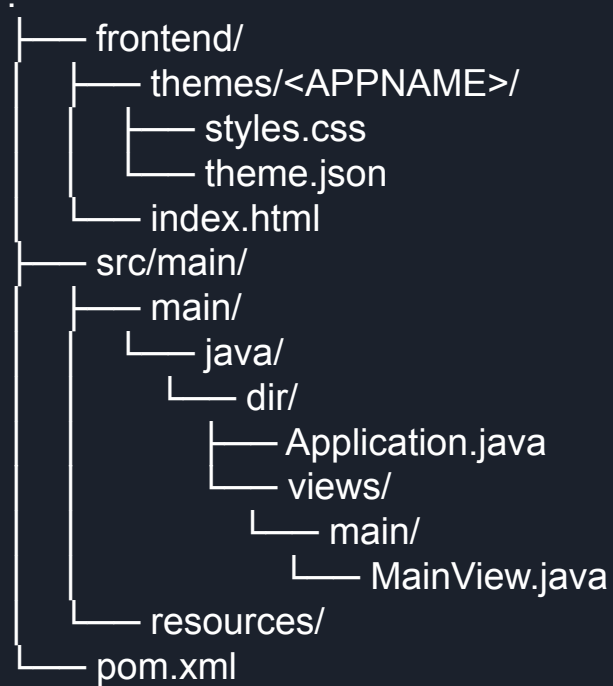 .
├── frontend/
│   ├── themes/<APPNAME>/
│   │   ├── styles.css
│   │   └── theme.json
│   └── index.html
├── src/main/
│   ├── main/
│   │   └── java/
│   │       └── dir/
│   │           ├── Application.java
│   │           └── views/
│   │               └── main/
│   │                   └── MainView.java
│   └── resources/
└── pom.xml